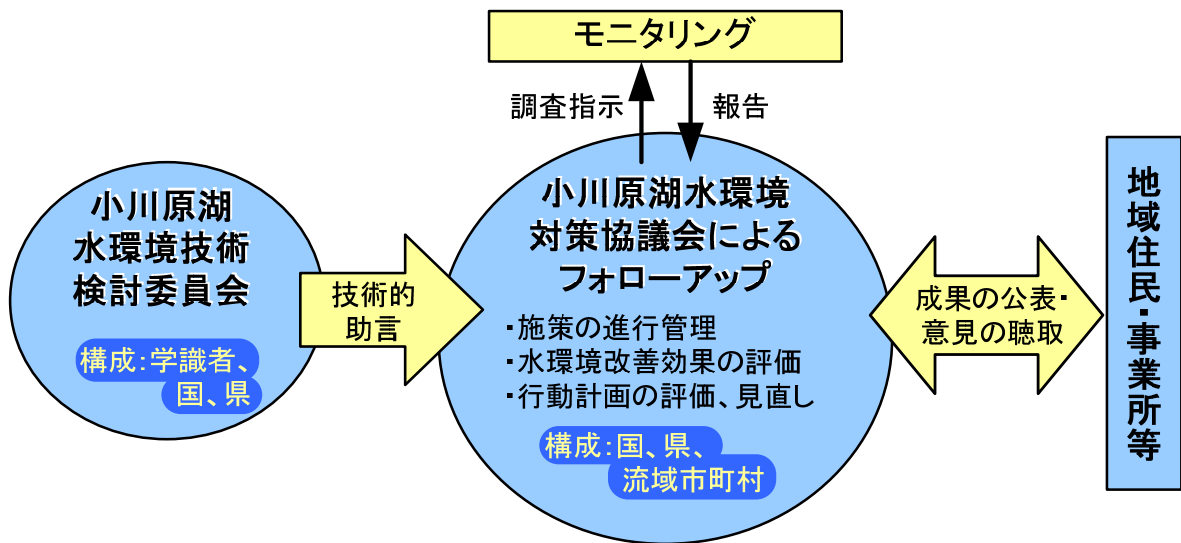 モニタリング
調査指示
報告
小川原湖
水環境技術
検討委員会
構成:学識者、
国、県
技術的
助言
小川原湖水環境
対策協議会による
フォローアップ
・施策の進行管理
・水環境改善効果の評価
・行動計画の評価、見直し
構成:国、県、
流域市町村
成果の公表・
意見の聴取
地域住民・事業所等